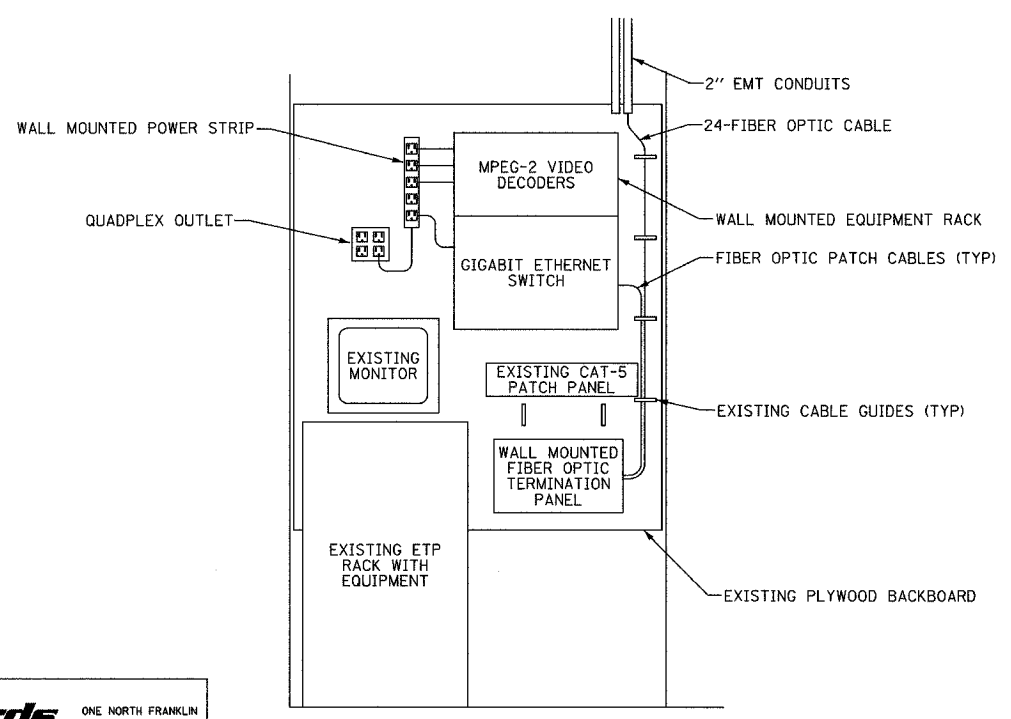 2" EMT CONDUITS
WALL MOUNTED POWER STRIP
24-FIBER OPTIC CABLE
MPEG-2 VIDEO
DECODERS
QUADPLEX OUTLET
WALL MOUNTED EQUIPMENT RACK
FIBER OPTIC PATCH CABLES (TYP)
GIGABIT ETHERNET
SWITCH
EXISTING
MONITOR
EXISTING CAT-5
PATCH PANEL
EXISTING CABLE GUIDES (TYP)
WALL MOUNTED
FIBER OPTIC
TERMINATION
PANEL
EXISTING ETP
RACK WITH
EQUIPMENT
EXISTING PLYWOOD BACKBOARD
ONE NORTH FRANKLIN